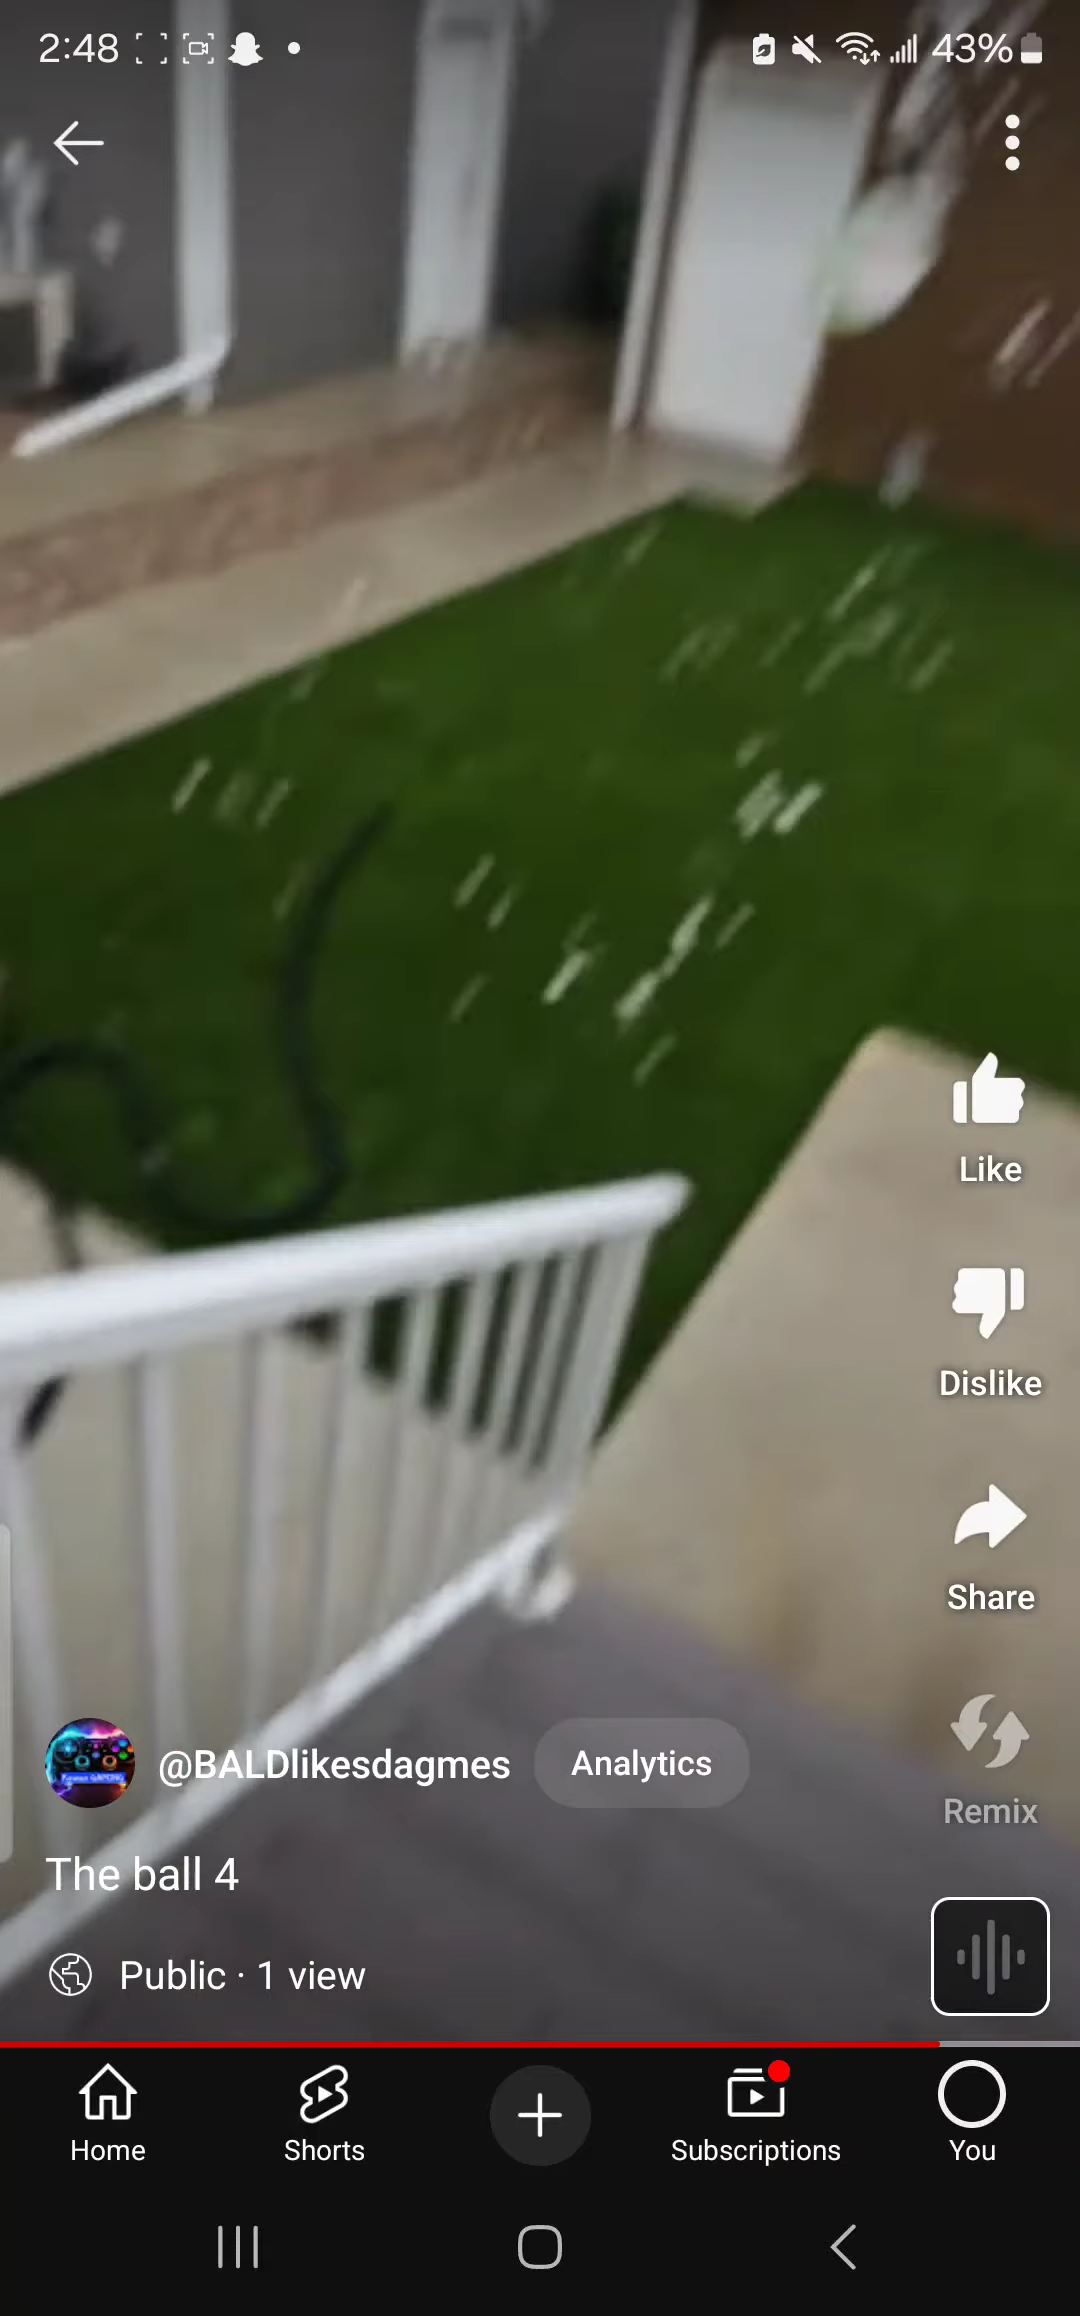 2:48
43%
Like
Dislike
Share
Remix
@BALDlikesdagmes
Analytics
The ball 4
Public · 1 view
Home
Shorts
Subscriptions
You